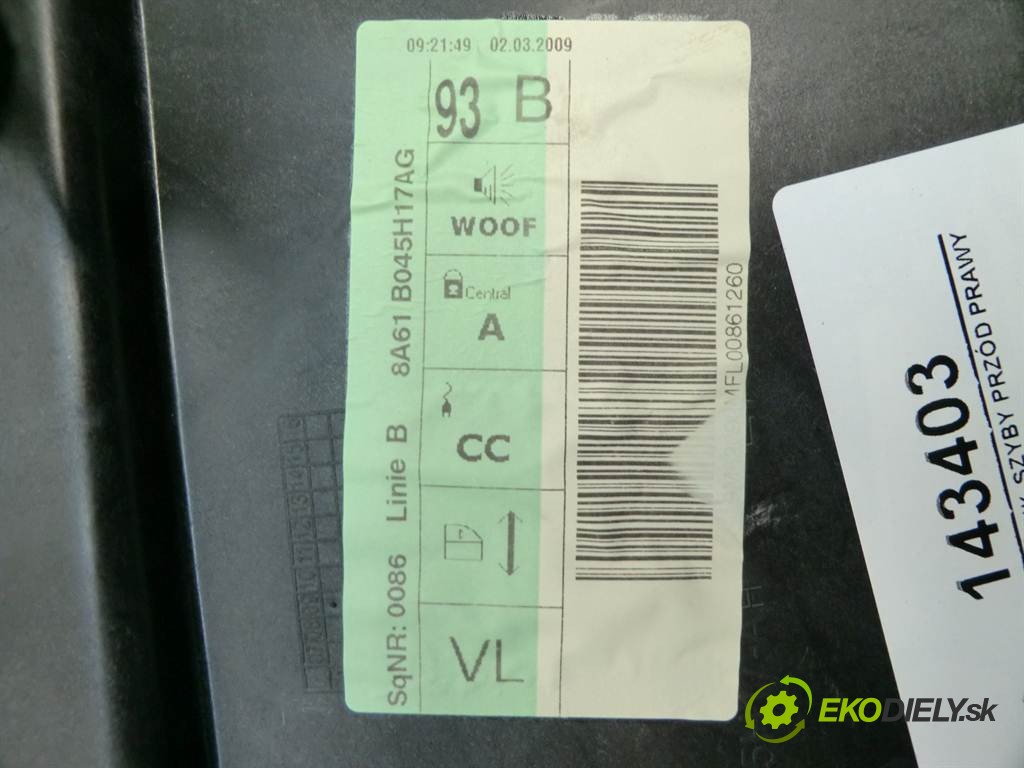 09:21:49 02.03.2009
93 B
WOOF
Central
A
CC
VL
SqNR: 0086 Linie B 8A61 B045H17AG
MFL00861260
143403
SZYBY PRZÓD PRAWY
EKODIELY.sk